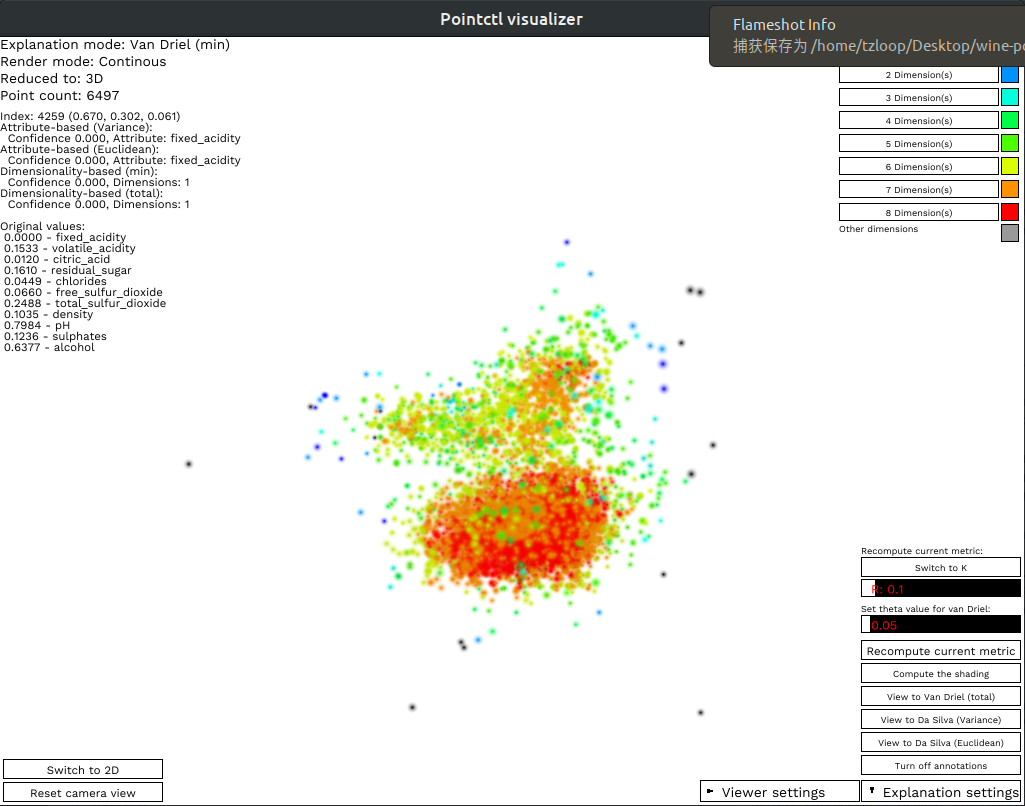 Pointctl visualizer
Flameshot Info
捕获保存为 /home/tzloop/Desktop/wine-po
Explanation mode: Van Driel (min)
Render mode: Continous
Reduced to: 3D
Point count: 6497
Index: 4259 (0.670, 0.302, 0.061)
Attribute-based (Variance):
Confidence 0.000, Attribute: fixed_acidity
Attribute-based (Euclidean):
Confidence 0.000, Attribute: fixed_acidity
Dimensionality-based (min):
Confidence 0.000, Dimensions: 1
Dimensionality-based (total):
Confidence 0.000, Dimensions: 1
Original values:
0.0000 - fixed_acidity
0.1533 - volatile_acidity
0.0120 - citric_acid
0.1610 - residual_sugar
0.0449 - chlorides
0.0660 - free_sulfur_dioxide
0.2488 - total_sulfur_dioxide
0.1035 - density
0.7984 - pH
0.1236 - sulphates
0.6377 - alcohol
2 Dimension(s)
3 Dimension(s)
4 Dimension(s)
5 Dimension(s)
6 Dimension(s)
7 Dimension(s)
8 Dimension(s)
Other dimensions
Recompute current metric:
Switch to K
R: 0.1
Set theta value for van Driel:
0.05
Recompute current metric
Compute the shading
View to Van Driel (total)
View to Da Silva (Variance)
View to Da Silva (Euclidean)
Turn off annotations
Switch to 2D
Reset camera view
Viewer settings
Explanation settings